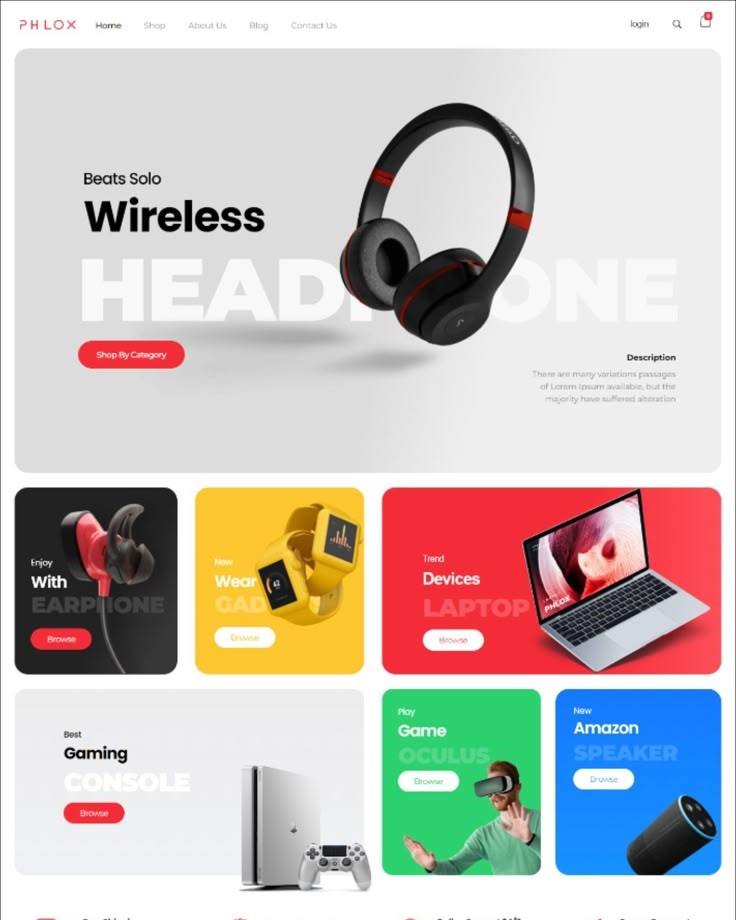 PHLOX Home Shop About Us Blog Contact Us login
Beats Solo
Wireless
HEADPHONE
Shop By Category
Description
There are many variations passages
of Lorem Ipsum available, but the
majority have suffered alteration
Enjoy
With
EARPHONE
Browse
New
Wear
GAD
Browse
Trend
Devices
LAPTOP
Browse
PHLOX
Best
Gaming
CONSOLE
Browse
Play
Game
OCULUS
Browse
New
Amazon
SPEAKER
Browse